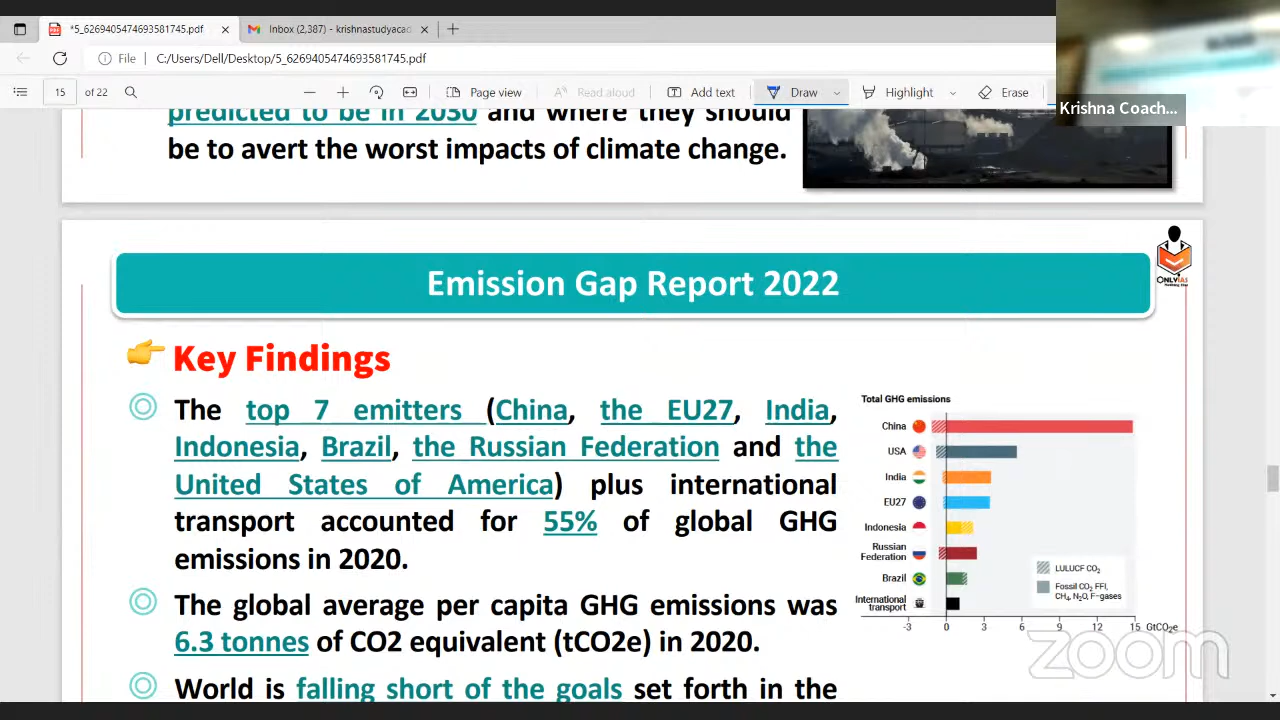 *5_6269405474693581745.pdf
Inbox (2,387) - krishnastudyacad
File C:/Users/Dell/Desktop/5_6269405474693581745.pdf
15 of 22
Page view
Read aloud
Add text
Draw
Highlight
Erase
Krishna Coach...
predicted to be in 2030 and where they should
be to avert the worst impacts of climate change.
ONLYIAS
Emission Gap Report 2022
Key Findings
The top 7 emitters (China, the EU27, India,
Indonesia, Brazil, the Russian Federation and the
United States of America) plus international
transport accounted for 55% of global GHG
emissions in 2020.
The global average per capita GHG emissions was
6.3 tonnes of CO2 equivalent (tCO2e) in 2020.
World is falling short of the goals set forth in the
Total GHG emissions
China
USA
India
EU27
Indonesia
Russian
Federation
Brazil
International
transport
LULUCF CO₂
Fossil CO₂ FFI,
CH₄, N₂O, F-gases
-3 0 3 6 9 12 15 GtCO₂e
zoom